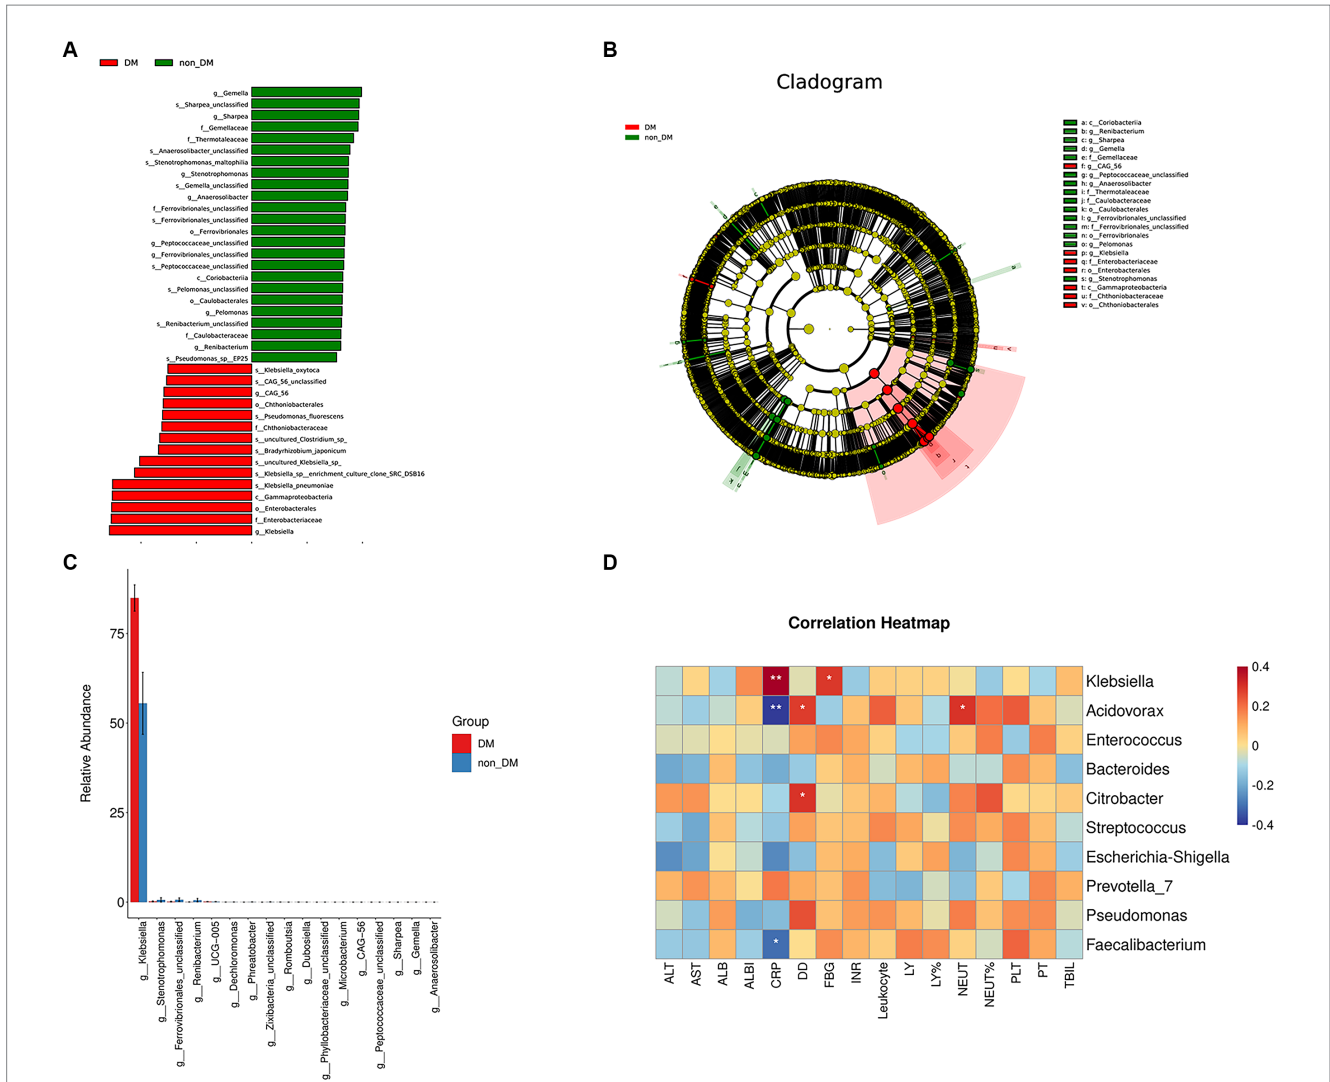 A
DM
non_DM
g__Gemella
s__Sharpea_unclassified
g__Sharpea
f__Gemellaceae
f__Thermotaleaceae
s__Anaerosolibacter_unclassified
s__Stenotrophomonas_maltophilia
g__Stenotrophomonas
s__Gemella_unclassified
g__Anaerosolibacter
f__Ferrovibrionales_unclassified
s__Ferrovibrionales_unclassified
o__Ferrovibrionales
g__Peptococcaceae_unclassified
g__Ferrovibrionales_unclassified
s__Peptococcaceae_unclassified
c__Coriobacteriia
s__Pelomonas_unclassified
o__Caulobacterales
g__Pelomonas
s__Renibacterium_unclassified
f__Caulobacteraceae
g__Renibacterium
s__Pseudomonas_sp__EP25
s__Klebsiella_oxytoca
s__CAG_56_unclassified
g__CAG_56
o__Chthoniobacterales
s__Pseudomonas_fluorescens
f__Chthoniobacteraceae
s__uncultured_Clostridium_sp_
s__Bradyrhizobium_japonicum
s__uncultured_Klebsiella_sp_
s__Klebsiella_sp__enrichment_culture_clone_SRC_DSB16
s__Klebsiella_pneumoniae
c__Gammaproteobacteria
o__Enterobacterales
f__Enterobacteriaceae
g__Klebsiella
B
Cladogram
DM
non_DM
a: c__Coriobacteriia
b: g__Renibacterium
c: g__Sharpea
d: g__Gemella
e: f__Gemellaceae
f: g__CAG_56
g: g__Peptococcaceae_unclassified
h: g__Anaerosolibacter
i: f__Thermotaleaceae
j: f__Caulobacteraceae
k: o__Caulobacterales
l: g__Ferrovibrionales_unclassified
m: f__Ferrovibrionales_unclassified
n: o__Ferrovibrionales
o: g__Pelomonas
p: g__Klebsiella
q: f__Enterobacteriaceae
r: o__Enterobacterales
s: g__Stenotrophomonas
t: c__Gammaproteobacteria
u: f__Chthoniobacteraceae
v: o__Chthoniobacterales
C
Relative Abundance
75
50
25
0
Group
DM
non_DM
g__Klebsiella
g__Stenotrophomonas
g__Ferrovibrionales_unclassified
g__Renibacterium
g__UCG-005
g__Dechloromonas
g__Phreatobacter
g__Zixibacteria_unclassified
g__Romboutsia
g__Dubosiella
g__Phyllobacteriaceae_unclassified
g__Microbacterium
g__CAG-56
g__Peptococcaceae_unclassified
g__Sharpea
g__Gemella
g__Anaerosolibacter
D
Correlation Heatmap
** * Klebsiella
** * * Acidovorax
Enterococcus
Bacteroides
* Citrobacter
Streptococcus
Escherichia-Shigella
Prevotella_7
Pseudomonas
* Faecalibacterium
ALT
AST
ALB
ALBI
CRP
DD
FBG
INR
Leukocyte
LY
LY%
NEUT
NEUT%
PLT
PT
TBIL
0.4
0.2
0
-0.2
-0.4